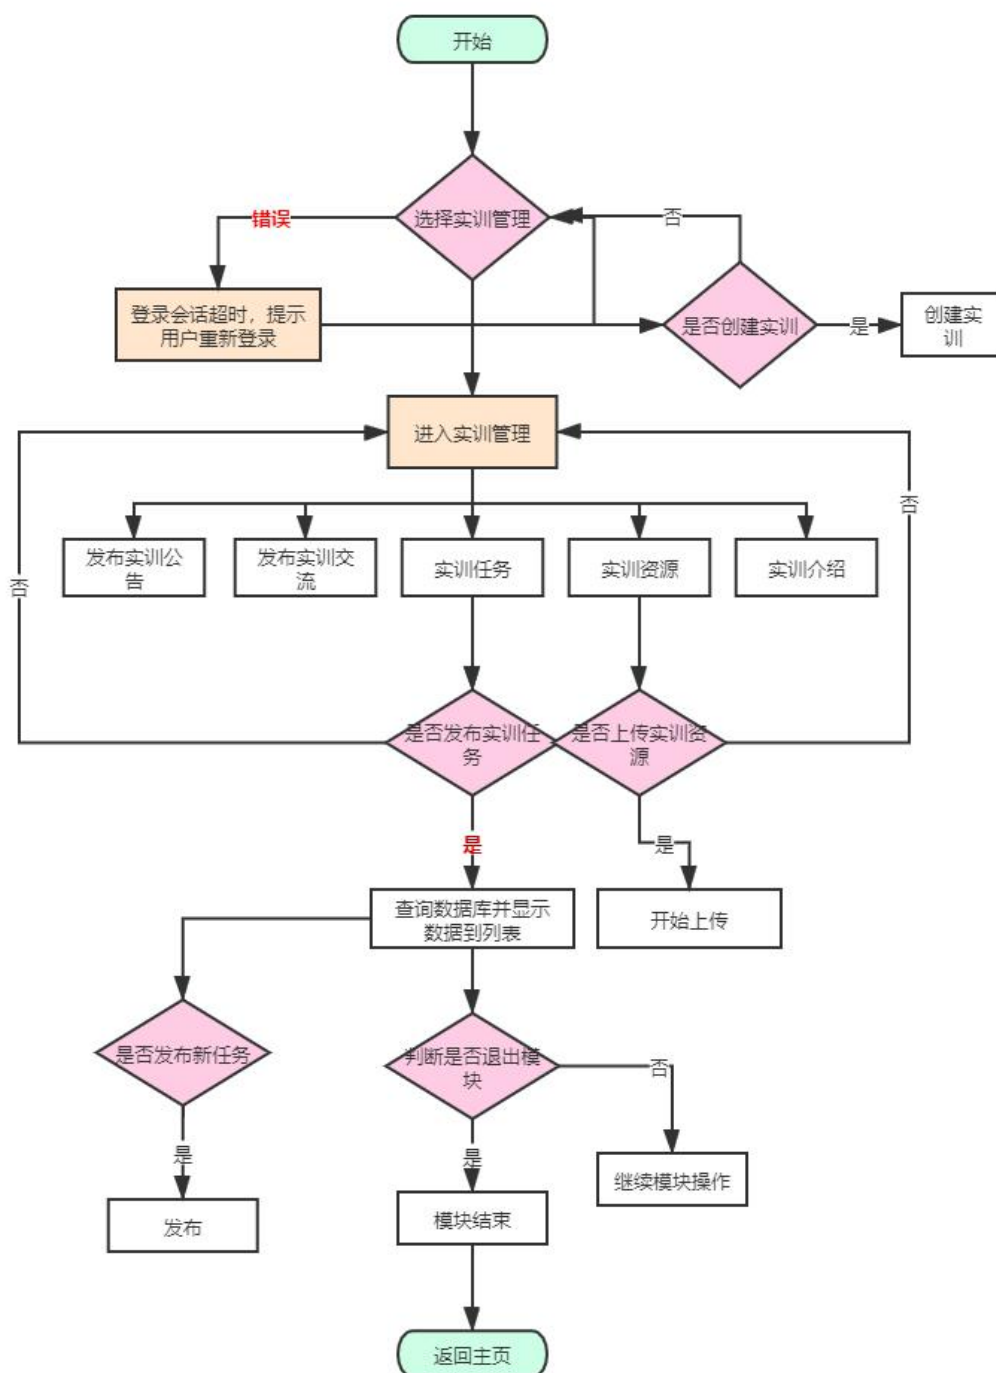 开始
选择实训管理
错误
否
登录会话超时，提示
用户重新登录
是否创建实训
是
创建实
训
进入实训管理
否
否
发布实训公
告
发布实训交
流
实训任务
实训资源
实训介绍
是否发布实训任
务
是否上传实训资
源
是
是
查询数据库并显示
数据到列表
开始上传
是否发布新任务
判断是否退出模
块
否
是
是
继续模块操作
发布
模块结束
返回主页